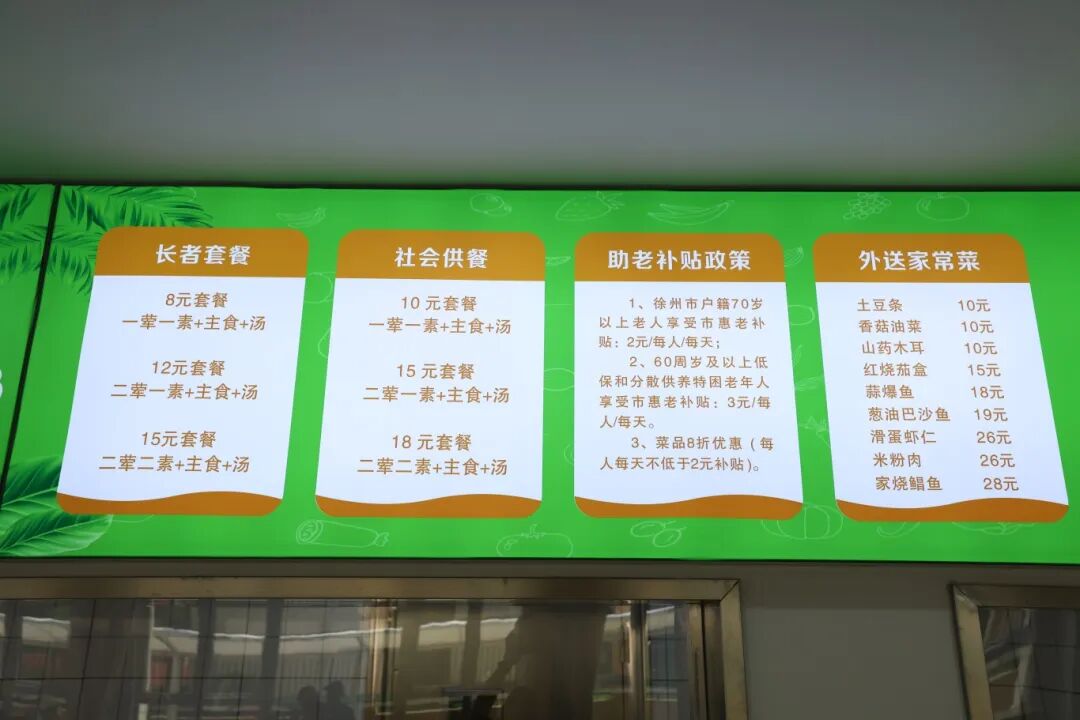 长者套餐
8元套餐
一荤一素+主食+汤
12元套餐
二荤一素+主食+汤
15元套餐
二荤二素+主食+汤
社会供餐
10 元套餐
一荤一素+主食+汤
15 元套餐
二荤一素+主食+汤
18 元套餐
二荤二素+主食+汤
助老补贴政策
1、徐州市户籍70岁
以上老人享受市惠老补
贴：2元/每人/每天；
2、60周岁及以上低
保和分散供养特困老年人
享受市惠老补贴：3元/每
人/每天。
3、菜品8折优惠（每
人每天不低于2元补贴)。
外送家常菜
土豆条 10元
香菇油菜 10元
山药木耳 10元
红烧茄盒 15元
蒜爆鱼 18元
葱油巴沙鱼 19元
滑蛋虾仁 26元
米粉肉 26元
家烧鲳鱼 28元